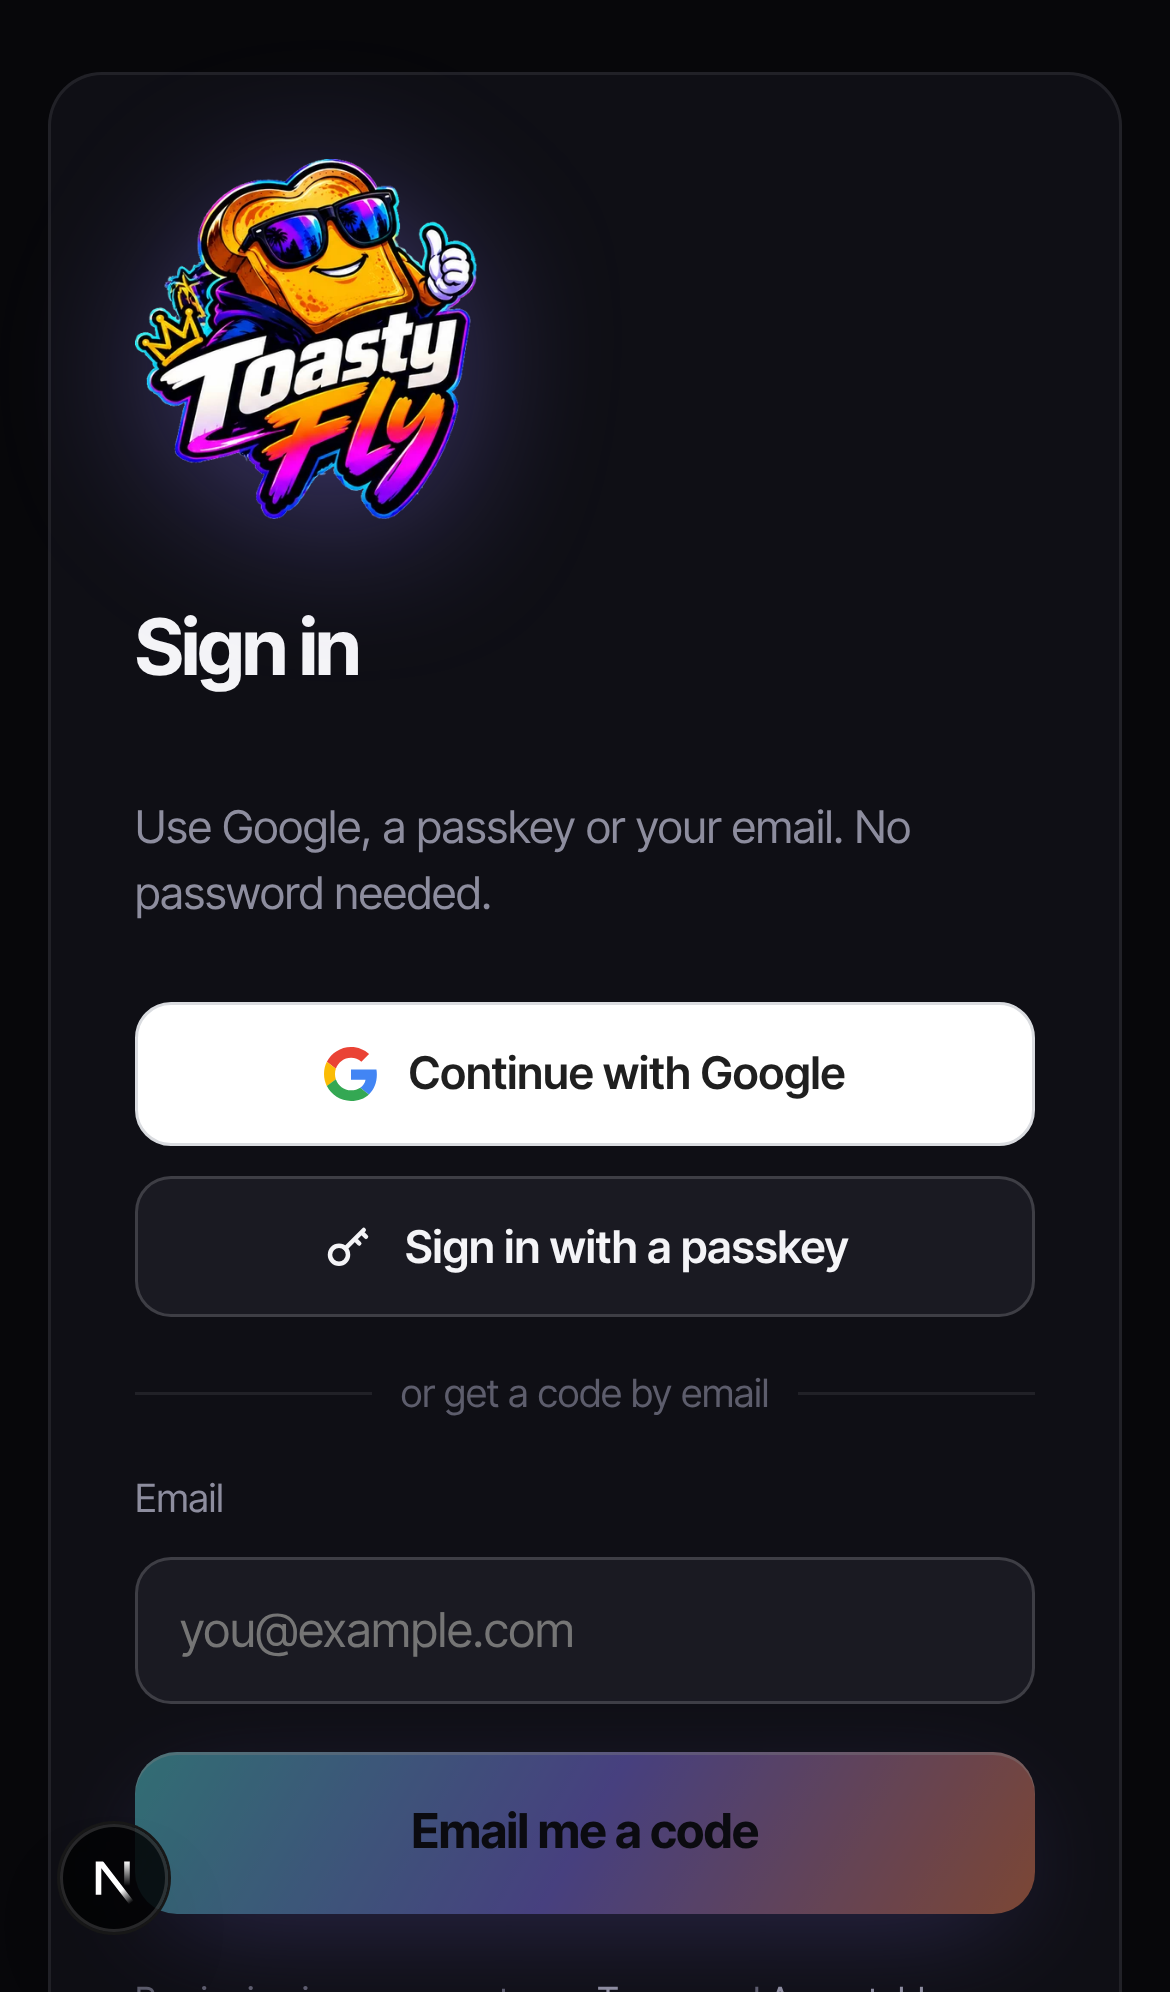 Toasty
Fly
Sign in
Use Google, a passkey or your email. No
password needed.
Continue with Google
Sign in with a passkey
or get a code by email
Email
you@example.com
Email me a code
N